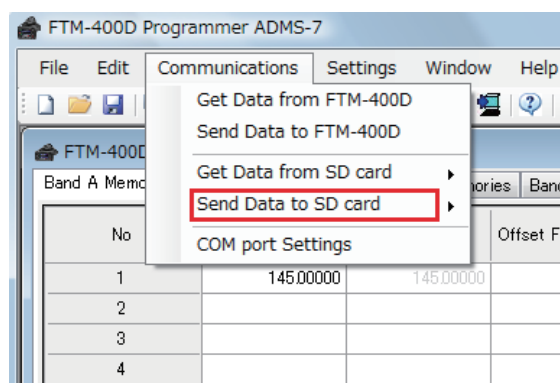 FTM-400D Programmer ADMS-7
File Edit Communications Settings Window Help
Get Data from FTM-400D
Send Data to FTM-400D
FTM-400D
Get Data from SD card
Band A Memo ories Ban
Send Data to SD card
No Offset F
COM port Settings
1 145.00000 145.00000
2
3
4